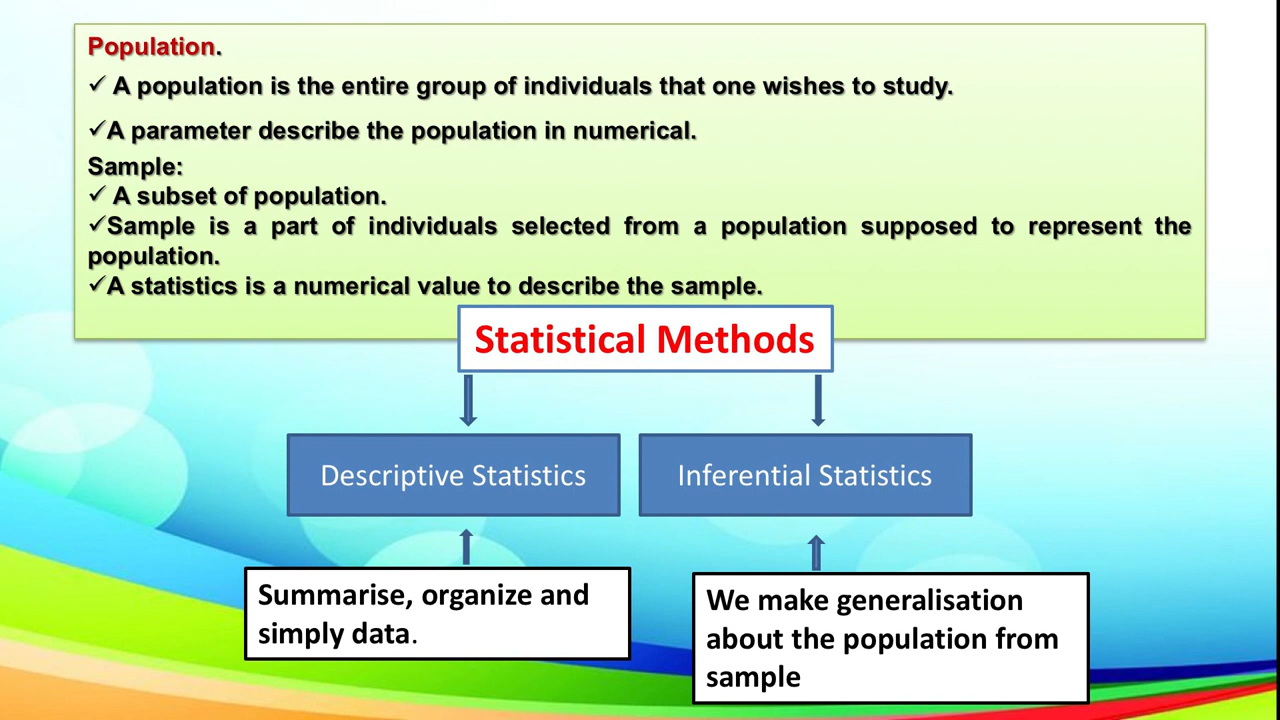 Population.
✓ A population is the entire group of individuals that one wishes to study.
✓A parameter describe the population in numerical.
Sample:
✓ A subset of population.
✓Sample is a part of individuals selected from a population supposed to represent the
population.
✓A statistics is a numerical value to describe the sample.
Statistical Methods
Descriptive Statistics
Inferential Statistics
Summarise, organize and
simply data.
We make generalisation
about the population from
sample